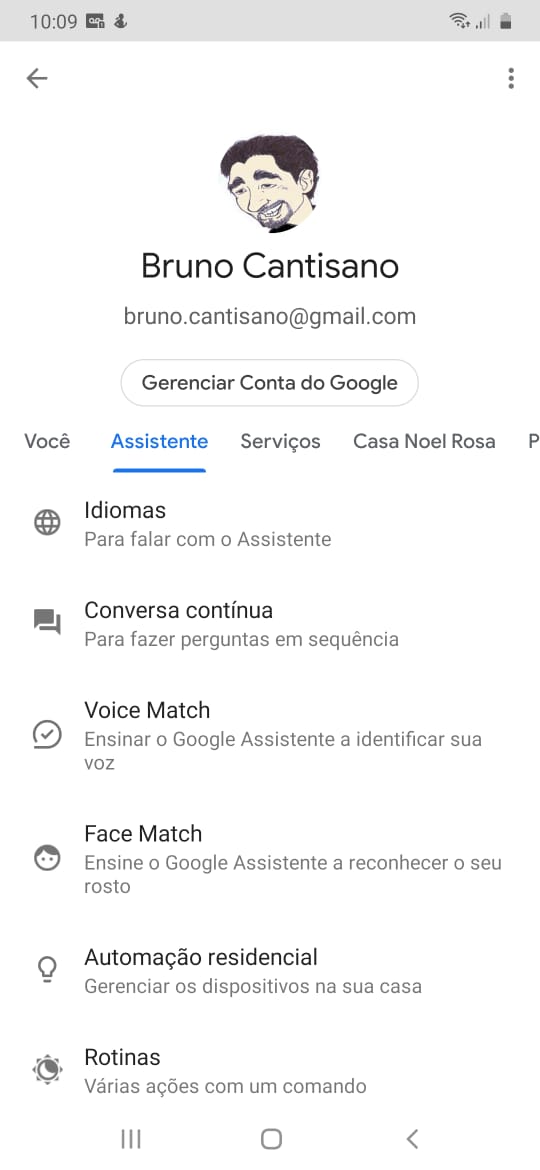 10:09
Bruno Cantisano
bruno.cantisano@gmail.com
Gerenciar Conta do Google
Você Assistente Serviços Casa Noel Rosa P
Idiomas
Para falar com o Assistente
Conversa contínua
Para fazer perguntas em sequência
Voice Match
Ensinar o Google Assistente a identificar sua
voz
Face Match
Ensine o Google Assistente a reconhecer o seu
rosto
Automação residencial
Gerenciar os dispositivos na sua casa
Rotinas
Várias ações com um comando